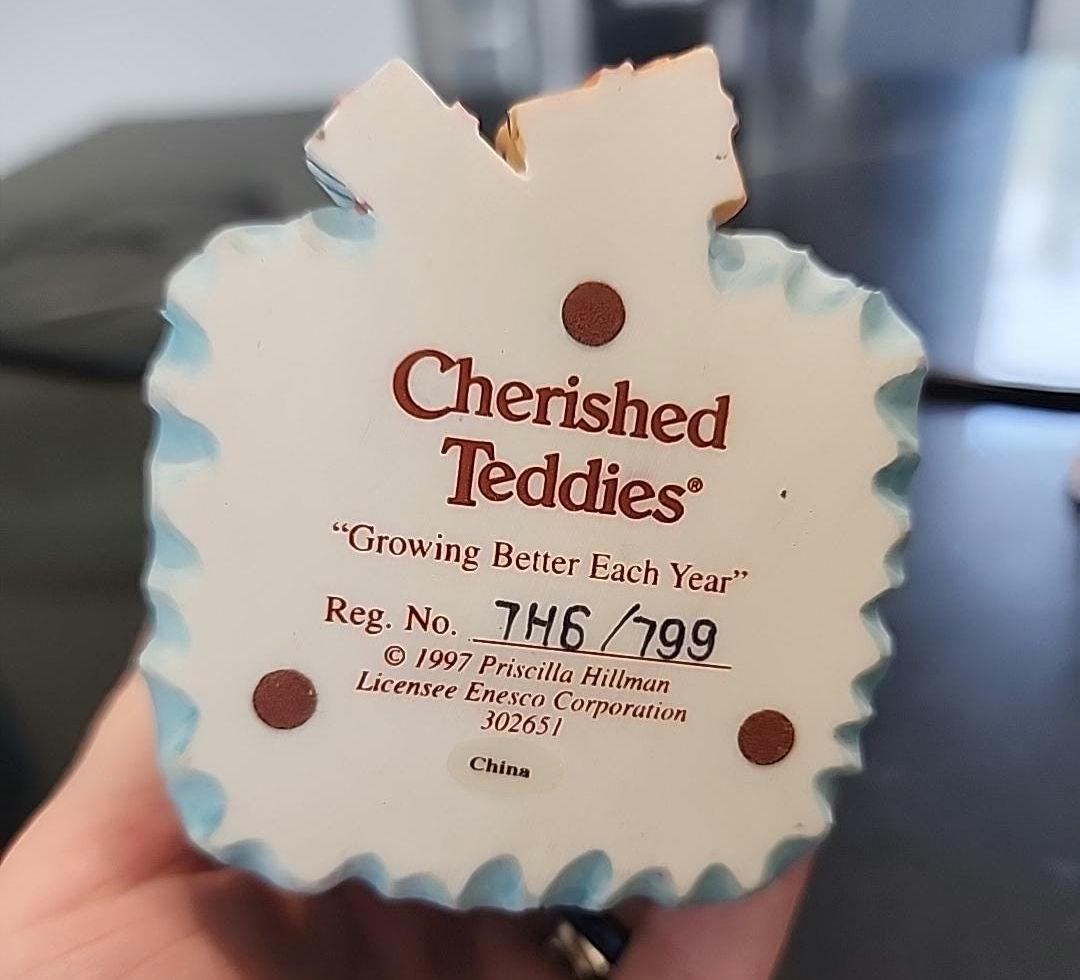 Cherished
Teddies®
“Growing Better Each Year”
Reg. No. 7H6/799
© 1997 Priscilla Hillman
Licensee Enesco Corporation
302651
China